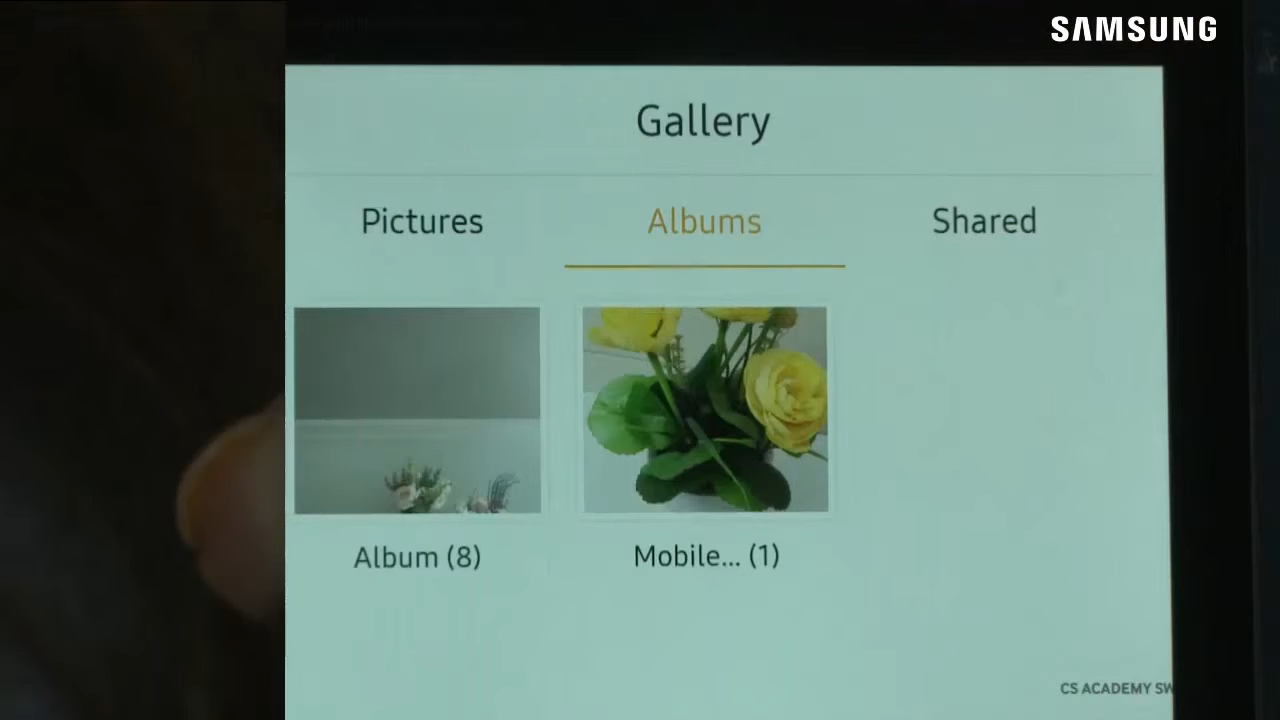 SAMSUNG
Gallery
Pictures Albums Shared
Album (8) Mobile... (1)
CS ACADEMY SW